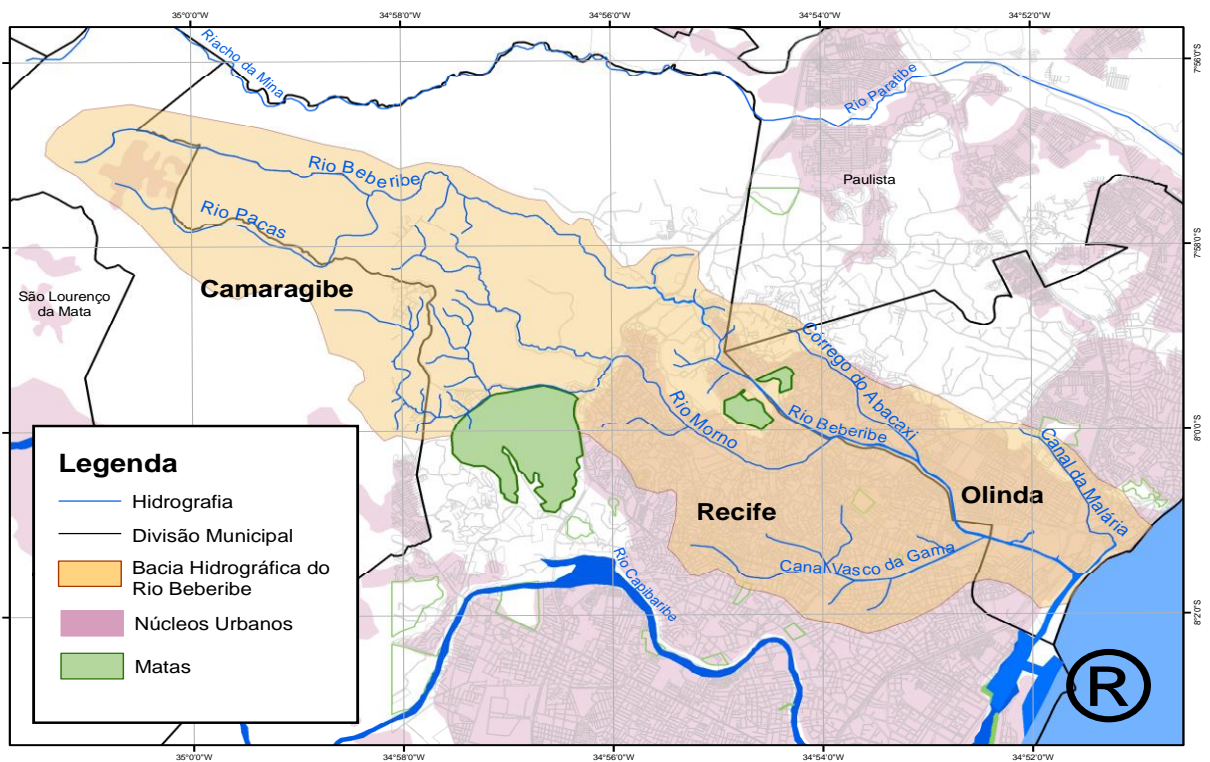 35°0'0"W
34°58'0"W
34°56'0"W
34°54'0"W
34°52'0"W
7°56'0"S
7°58'0"S
8°0'0"S
8°2'0"S
Riacho da Mina
Rio Paratibe
Rio Beberibe
Paulista
Rio Pacas
Camaragibe
São Lourenço
da Mata
Córrego do Abacaxi
Rio Morno
Rio Beberibe
Canal da Malária
Olinda
Recife
Canal Vasco da Gama
Rio Capibaribe
Legenda
Hidrografia
Divisão Municipal
Bacia Hidrográfica do
Rio Beberibe
Núcleos Urbanos
Matas
®
35°0'0"W
34°58'0"W
34°56'0"W
34°54'0"W
34°52'0"W